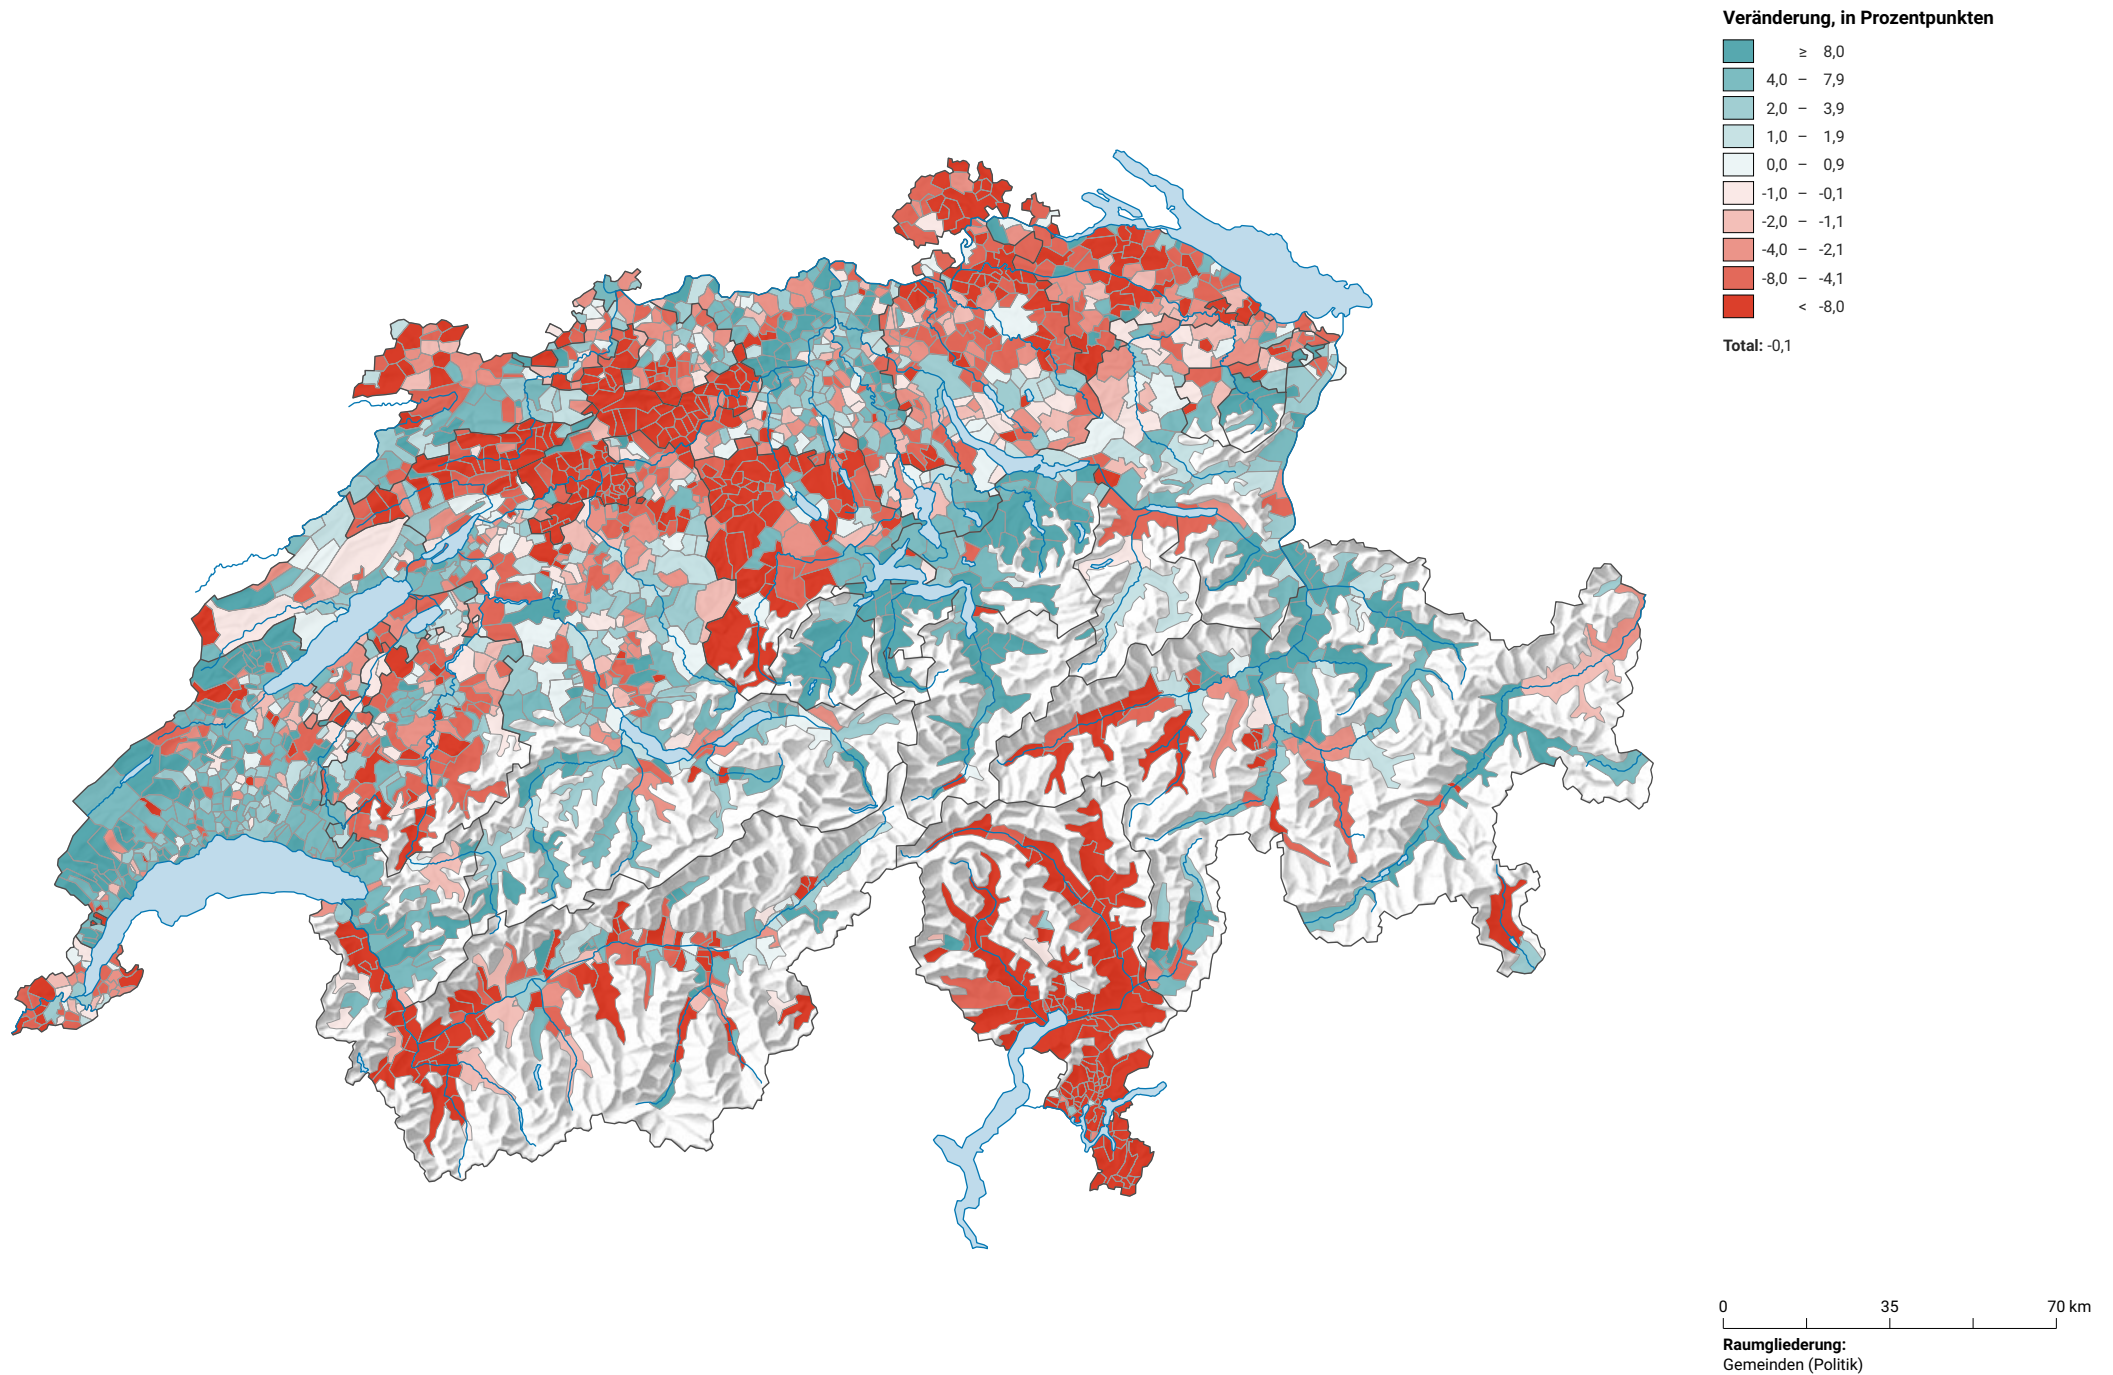 Veränderung, in Prozentpunkten
≥ 8,0
4,0 – 7,9
2,0 – 3,9
1,0 – 1,9
0,0 – 0,9
-1,0 – -0,1
-2,0 – -1,1
-4,0 – -2,1
-8,0 – -4,1
< -8,0
Total: -0,1
0 35 70 km
Raumgliederung:
Gemeinden (Politik)